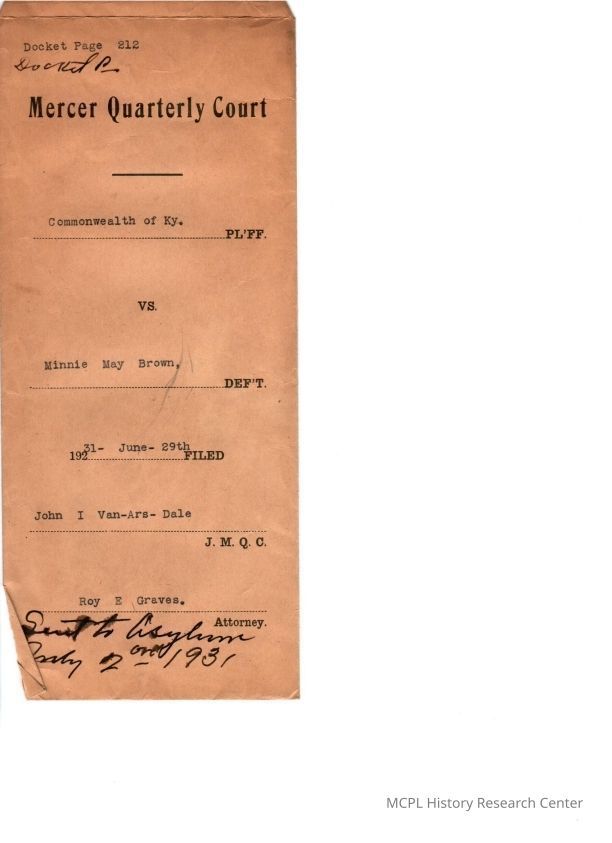 Docket Page 212
Docket P
Mercer Quarterly Court
Commonwealth of Ky.
PL'FF.
VS.
Minnie May Brown,
DEF'T.
19231- June- 29th FILED
John I Van-Ars- Dale
J. M. Q. C.
Roy E Graves.
Attorney.
Sent to Asylum
July 2nd 1931
MCPL History Research Center